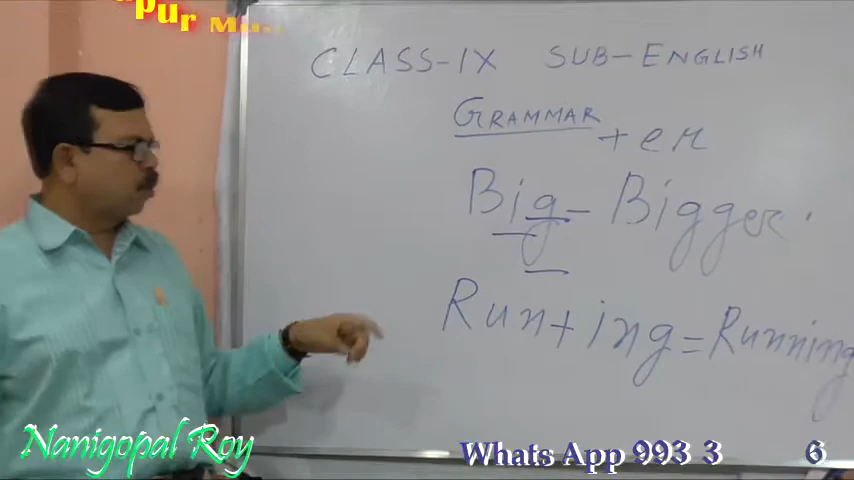 CLASS-IX SUB-ENGLISH
GRAMMAR
+er
Big - Bigger
Run+ing=Running
Nanigopal Roy
Whats App 993 3 6